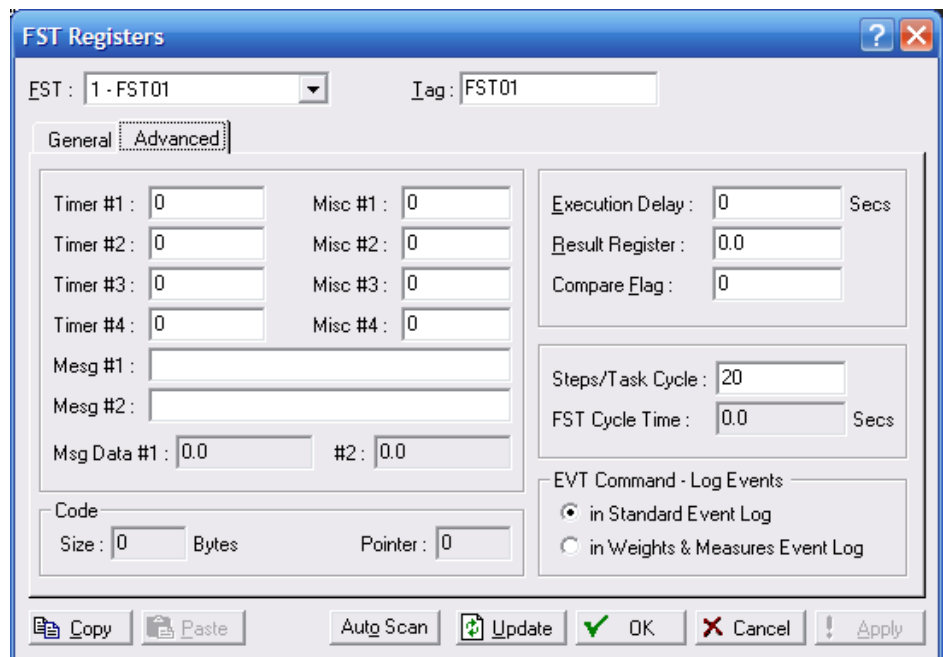 FST Registers
FST : 1 - FST01 Tag : FST01
General Advanced
Timer #1 : 0 Misc #1 : 0
Timer #2 : 0 Misc #2 : 0
Timer #3 : 0 Misc #3 : 0
Timer #4 : 0 Misc #4 : 0
Mesg #1 :
Mesg #2 :
Msg Data #1 : 0.0 #2 : 0.0
Code
Size : 0 Bytes Pointer : 0
Execution Delay : 0 Secs
Result Register : 0.0
Compare Flag : 0
Steps/Task Cycle : 20
FST Cycle Time : 0.0 Secs
EVT Command - Log Events
in Standard Event Log
in Weights & Measures Event Log
Copy Paste Auto Scan Update OK Cancel Apply